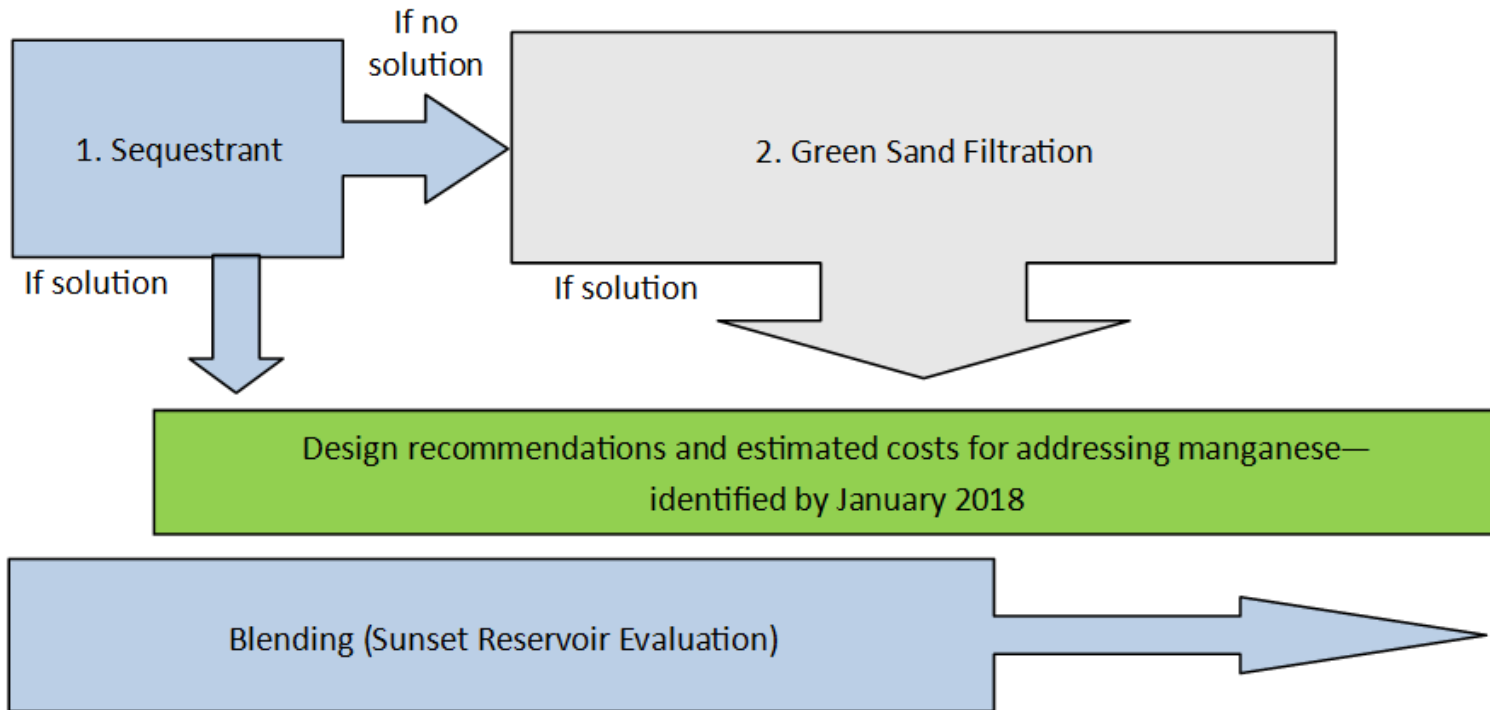 If no
solution
1. Sequestrant
2. Green Sand Filtration
If solution
If solution
Design recommendations and estimated costs for addressing manganese—
identified by January 2018
Blending (Sunset Reservoir Evaluation)